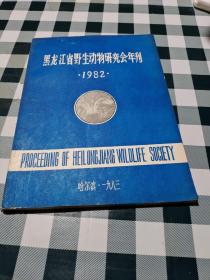 黑龙江省野生动物研究会年刊
·1982·
PROCEEDING OF HEILONGJIANG WILDLIFE SOCIETY
哈尔滨·一九八三